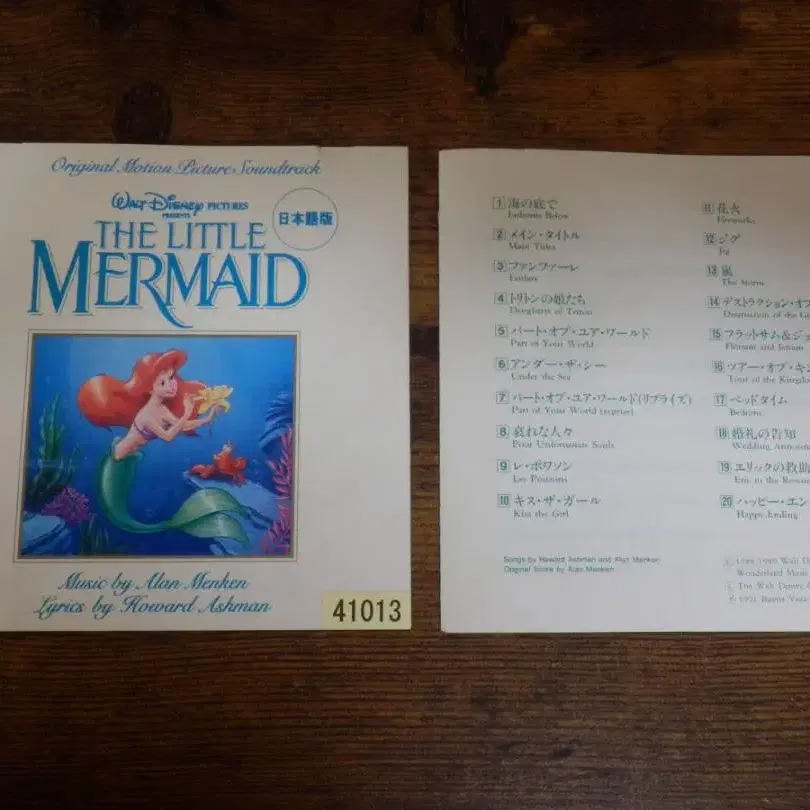 Original Motion Picture Soundtrack
WALT DISNEY PICTURES
PRESENTS
日本語版
THE LITTLE
MERMAID
Music by Alan Menken
Lyrics by Howard Ashman
41013
1 海の底で
Fathoms Below
2 メイン・タイトル
Main Titles
3 ファンファーレ
Fanfare
4 トリトンの娘たち
Daughters of Triton
5 パート・オブ・ユア・ワールド
Part of Your World
6 アンダー・ザ・シー
Under the Sea
7 パート・オブ・ユア・ワールド(リプライズ)
Part of Your World (reprise)
8 哀れな人々
Poor Unfortunate Souls
9 レ・ポワソン
Les Poissons
10 キス・ザ・ガール
Kiss the Girl
11 花火
Fireworks
12 ジグ
Jig
13 嵐
The Storm
14 デストラクション・オブ
Destruction of the
15 フラットサム&ジェ
Flotsam and Jetsam
16 ツアー・オブ・キン
Tour of the Kingdom
17 ベッドタイム
Bedtime
18 婚礼の告知
Wedding Announ
19 エリックの救助
Eric to the Rescue
20 ハッピー・エン
Happy Ending
Songs by Howard Ashman and Alan Menken
Original Score by Alan Menken
Wonderland Music
The Walt Disney